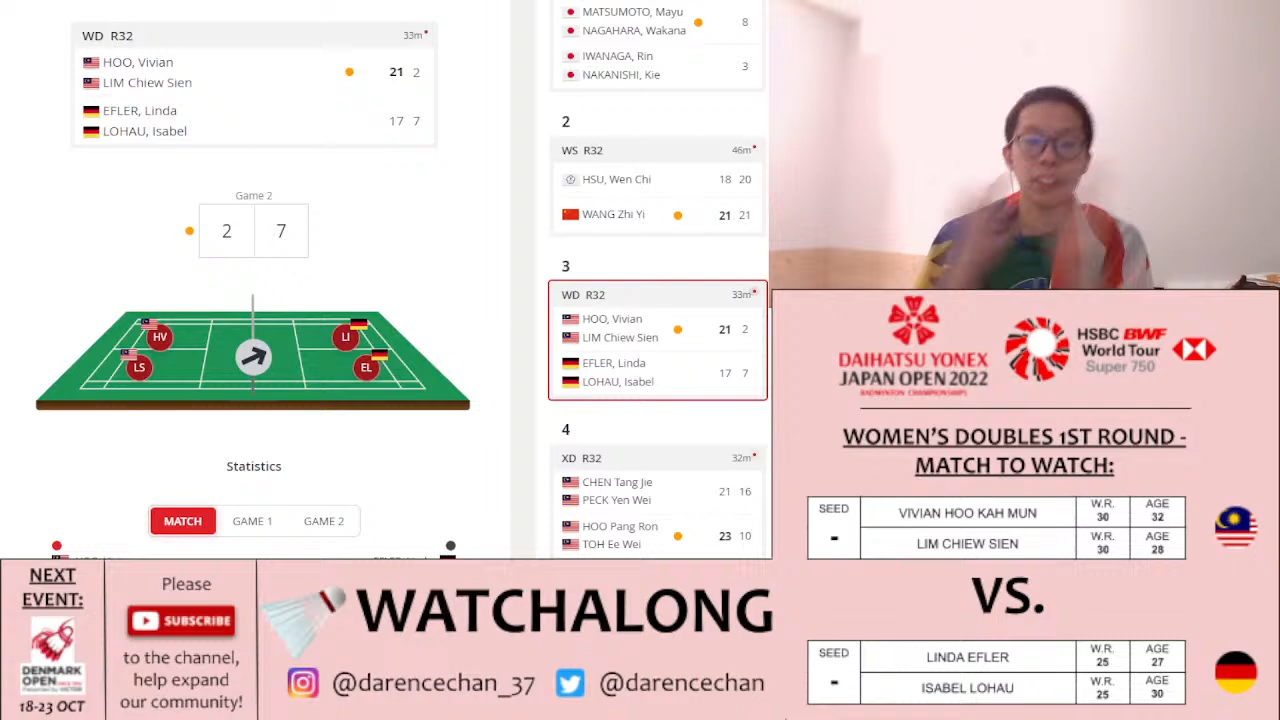 WD R32
33m
HOO, Vivian
LIM Chiew Sien
21 2
EFLER, Linda
LOHAU, Isabel
17 7
Game 2
2 7
HV
LS
LI
EL
Statistics
MATCH
GAME 1
GAME 2
MATSUMOTO, Mayu
NAGAHARA, Wakana
8
IWANAGA, Rin
NAKANISHI, Kie
3
2
WS R32
46m
HSU, Wen Chi
18 20
WANG Zhi Yi
21 21
3
WD R32
33m
HOO, Vivian
LIM Chiew Sien
21 2
EFLER, Linda
LOHAU, Isabel
17 7
4
XD R32
32m
CHEN Tang Jie
PECK Yen Wei
21 16
HOO Pang Ron
TOH Ee Wei
23 10
DAIHATSU YONEX
JAPAN OPEN 2022
BADMINTON CHAMPIONSHIPS
HSBC BWF
World Tour
Super 750
WOMEN'S DOUBLES 1ST ROUND -
MATCH TO WATCH:
SEED
-
VIVIAN HOO KAH MUN
W.R.
30
AGE
32
LIM CHIEW SIEN
W.R.
30
AGE
28
VS.
SEED
-
LINDA EFLER
W.R.
25
AGE
27
ISABEL LOHAU
W.R.
25
AGE
30
NEXT
EVENT:
DENMARK
OPEN
18-23 OCT
Please
SUBSCRIBE
to the channel,
help expand
our community!
WATCHALONG
@darencechan_37
@darencechan